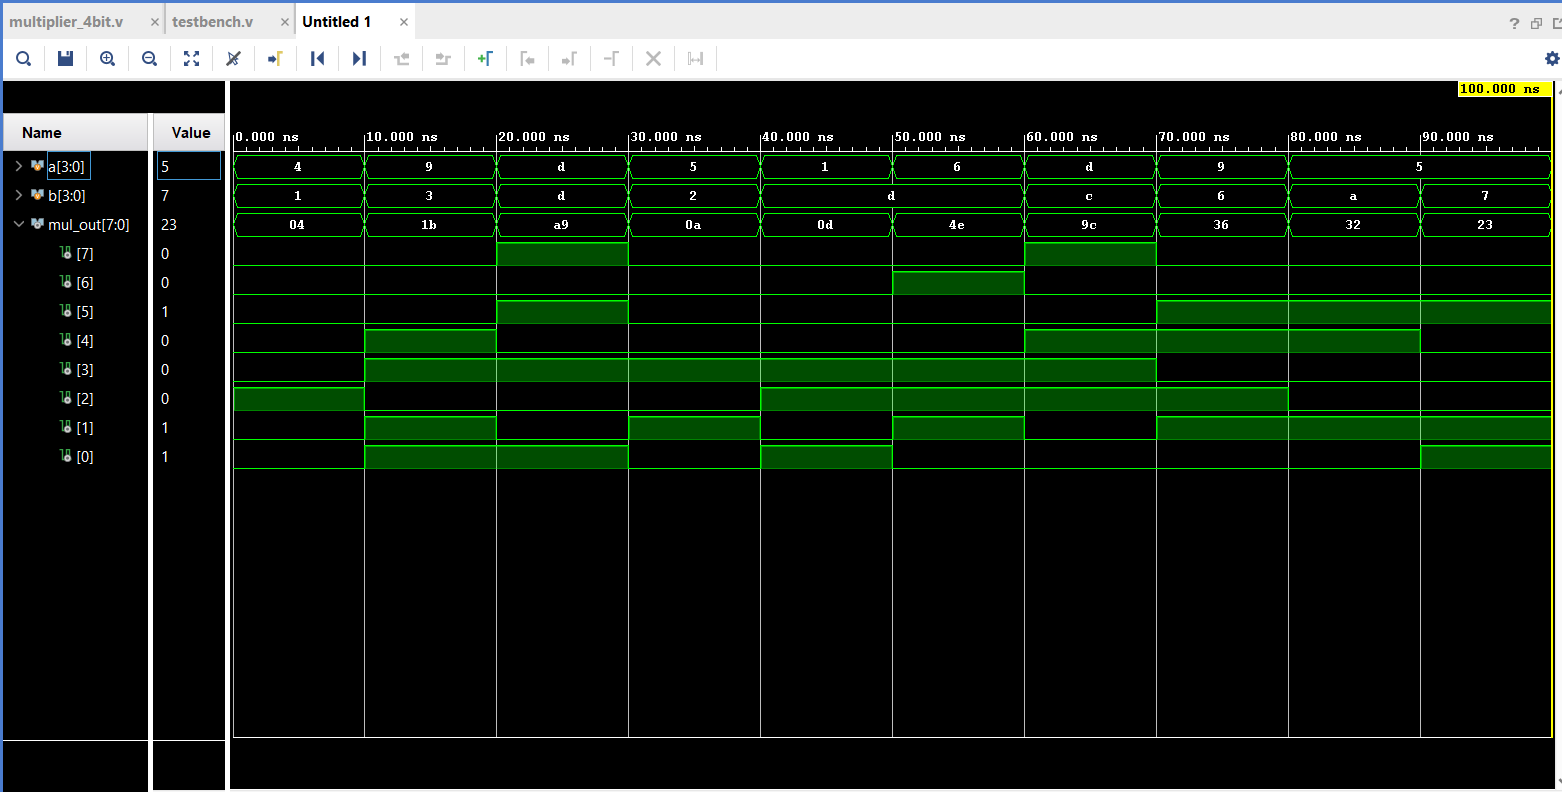 multiplier_4bit.v × testbench.v × Untitled 1 ×
?
100.000 ns
Name Value
0.000 ns 10.000 ns 20.000 ns 30.000 ns 40.000 ns 50.000 ns 60.000 ns 70.000 ns 80.000 ns 90.000 ns
a[3:0] 5 4 9 d 5 1 6 d 9 5
b[3:0] 7 1 3 d 2 d c 6 a 7
mul_out[7:0] 23 04 1b a9 0a 0d 4e 9c 36 32 23
[7] 0
[6] 0
[5] 1
[4] 0
[3] 0
[2] 0
[1] 1
[0] 1